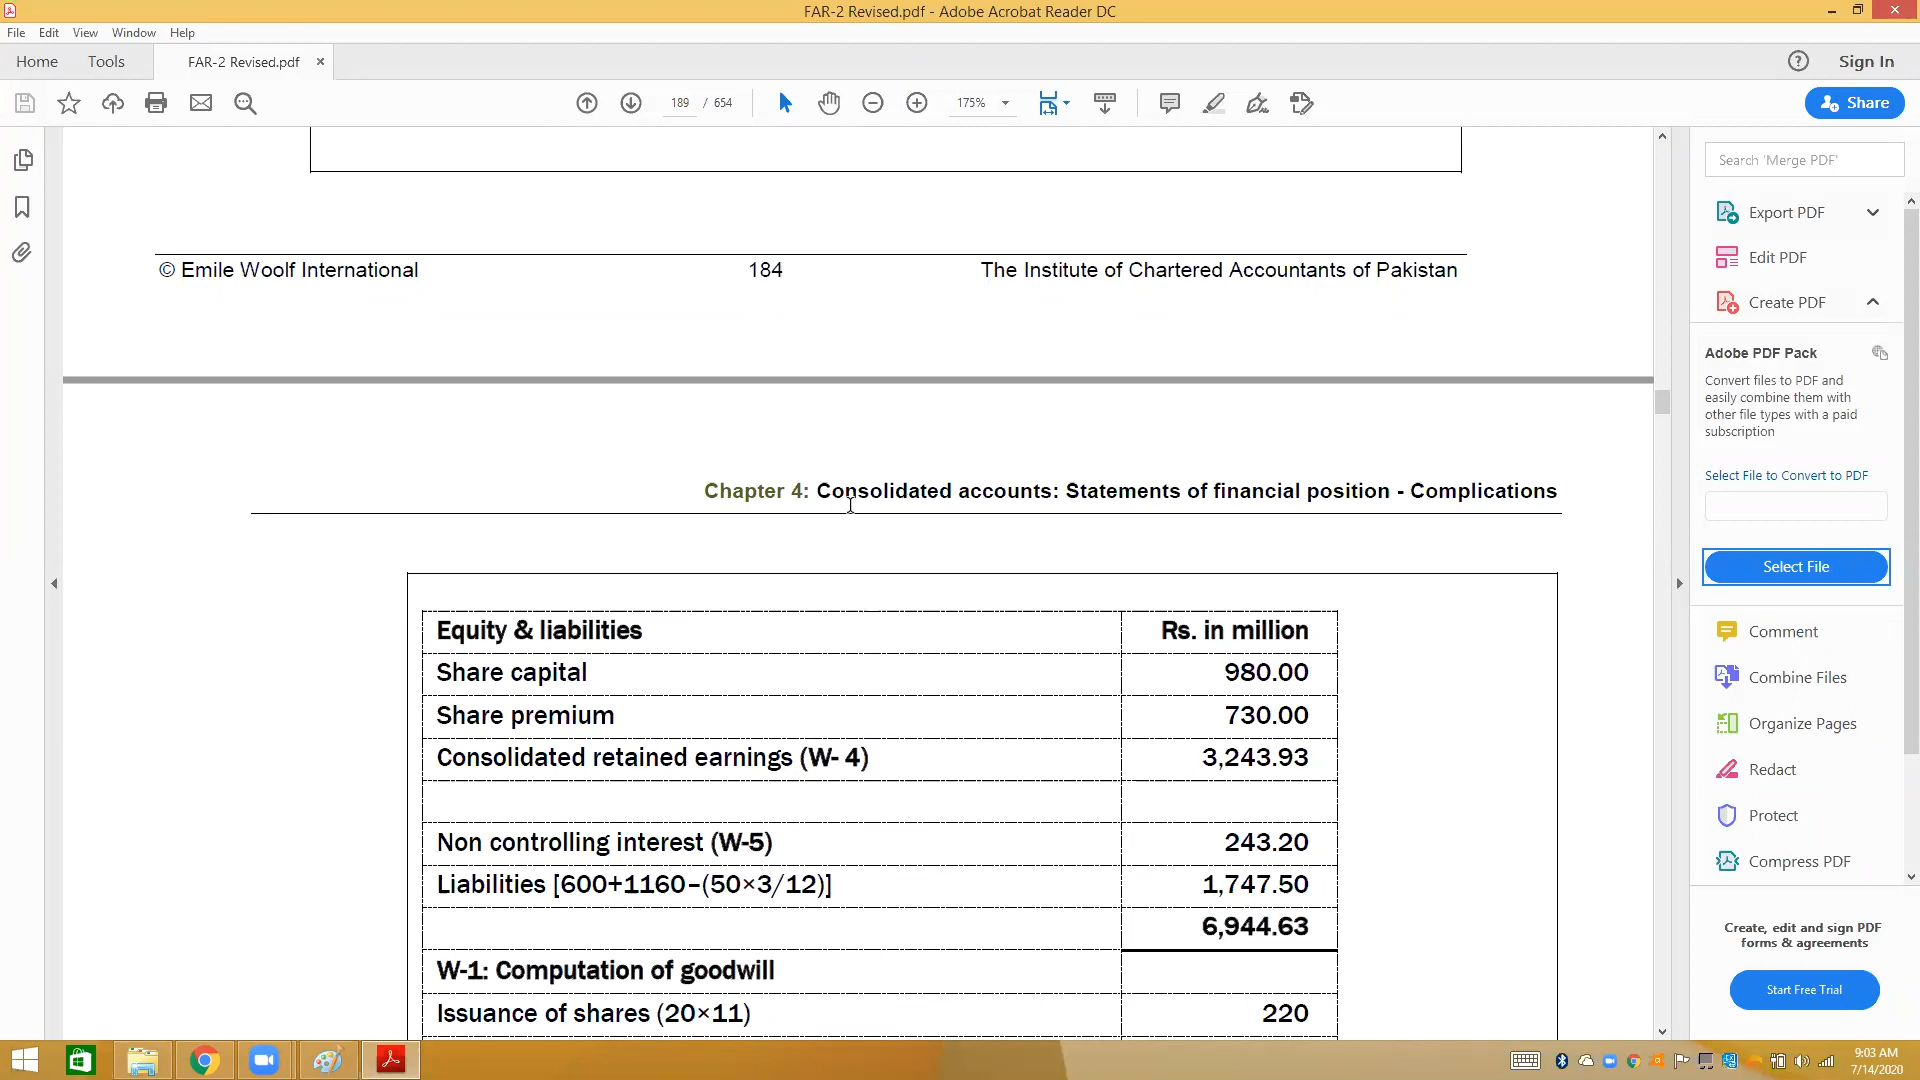 FAR-2 Revised.pdf - Adobe Acrobat Reader DC
File Edit View Window Help
Home Tools FAR-2 Revised.pdf × Sign In
189 / 654 175% Share
© Emile Woolf International 184 The Institute of Chartered Accountants of Pakistan
Chapter 4: Consolidated accounts: Statements of financial position - Complications
Equity & liabilities Rs. in million
Share capital 980.00
Share premium 730.00
Consolidated retained earnings (W- 4) 3,243.93
Non controlling interest (W-5) 243.20
Liabilities [600+1160–(50×3/12)] 1,747.50
6,944.63
W-1: Computation of goodwill
Issuance of shares (20×11) 220
Search 'Merge PDF'
Export PDF
Edit PDF
Create PDF
Adobe PDF Pack
Convert files to PDF and
easily combine them with
other file types with a paid
subscription
Select File to Convert to PDF
Select File
Comment
Combine Files
Organize Pages
Redact
Protect
Compress PDF
Create, edit and sign PDF
forms & agreements
Start Free Trial
9:03 AM
7/14/2020